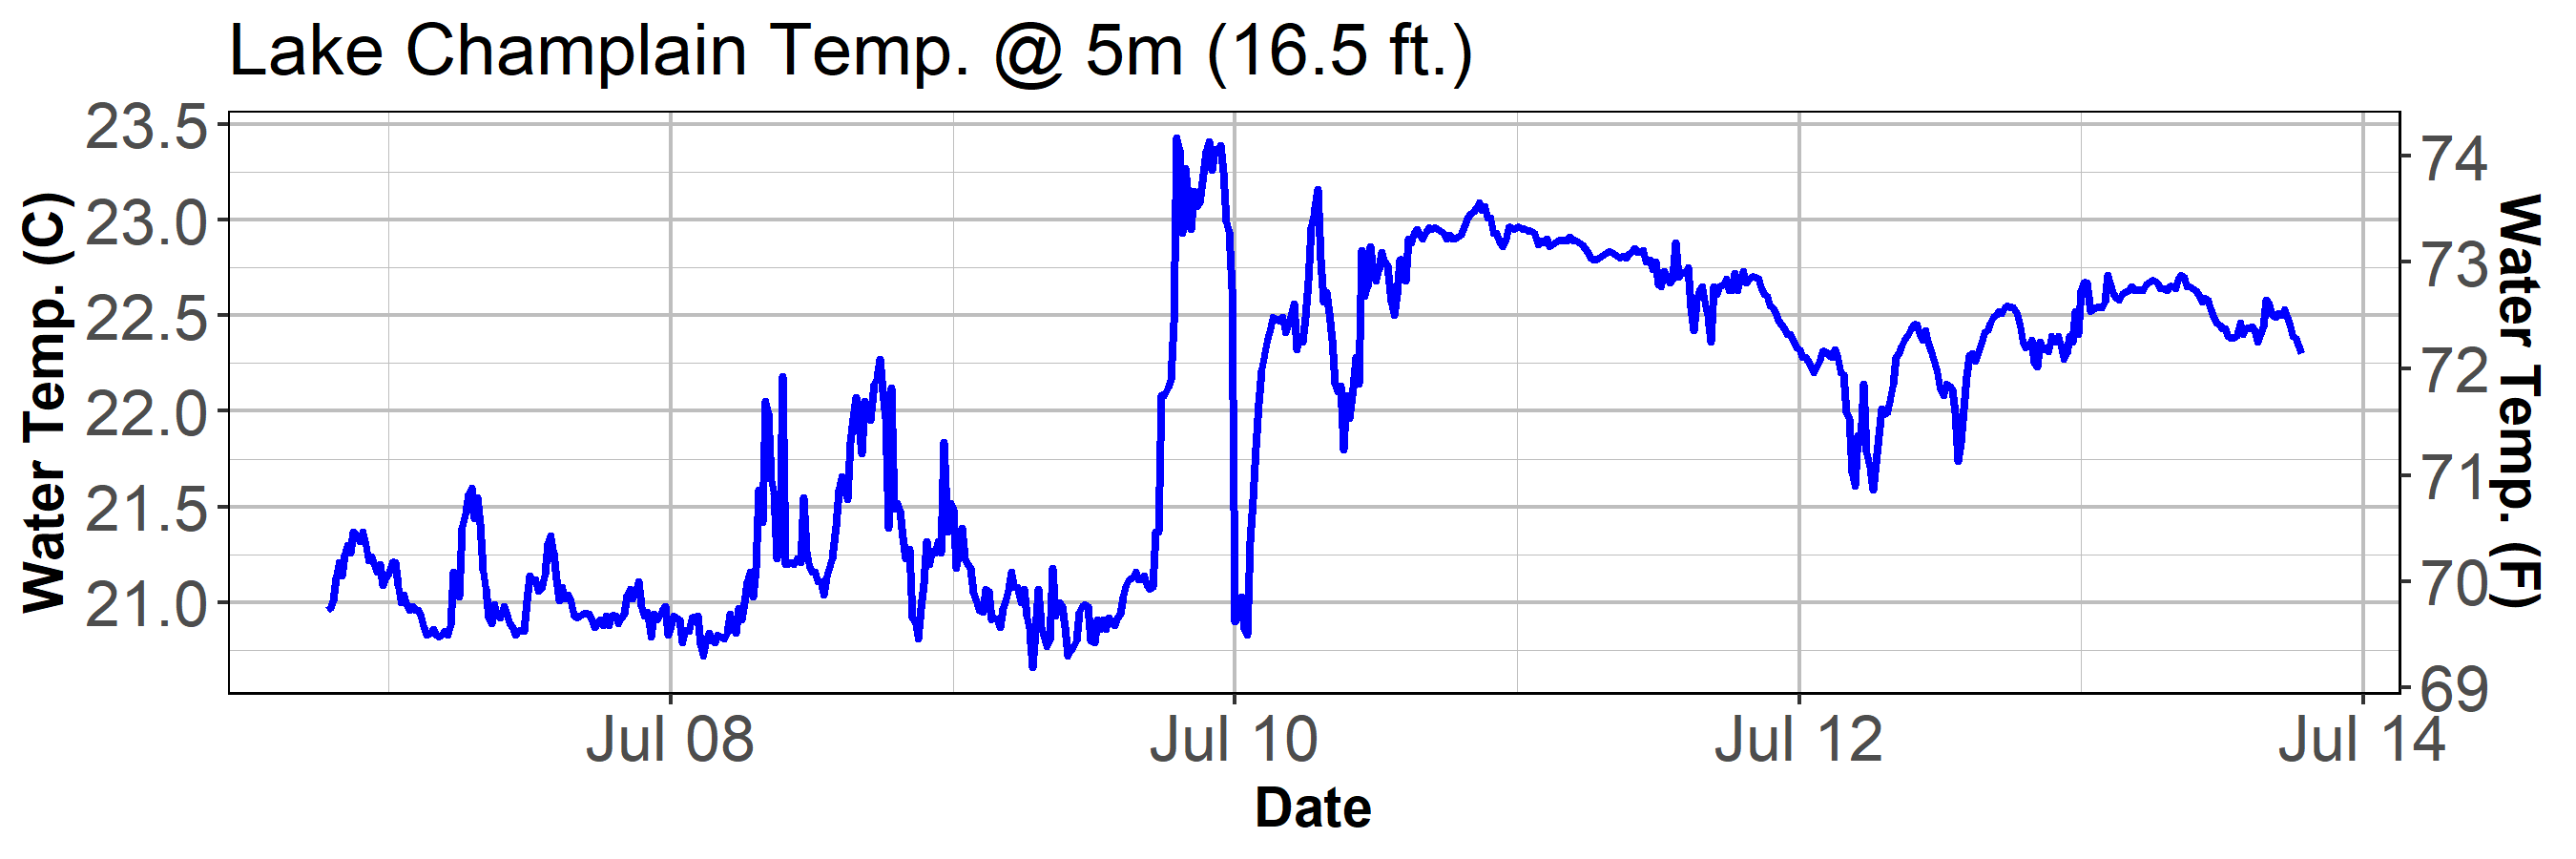 Lake Champlain Temp. @ 5m (16.5 ft.)
Water Temp. (C)
23.5
23.0
22.5
22.0
21.5
21.0
74
73
72
71
70
69
Water Temp. (F)
Jul 08 Jul 10 Jul 12 Jul 14
Date